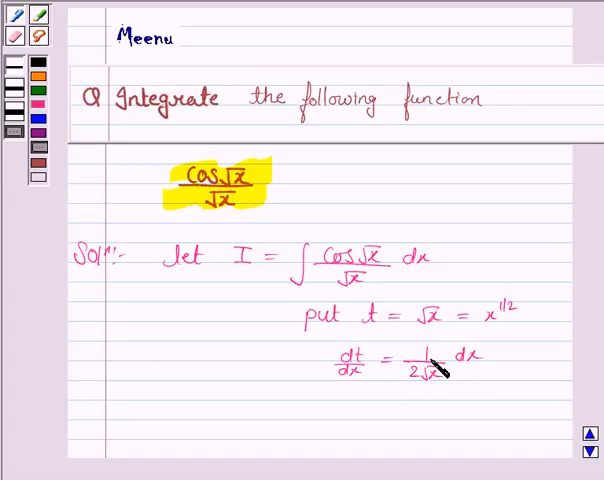 Meenu
Q Integrate the following function
cos√x
√x
Soln:- let I = ∫ cos√x / √x dx
put t = √x = x^1/2
dt/dx = 1/2√x dx